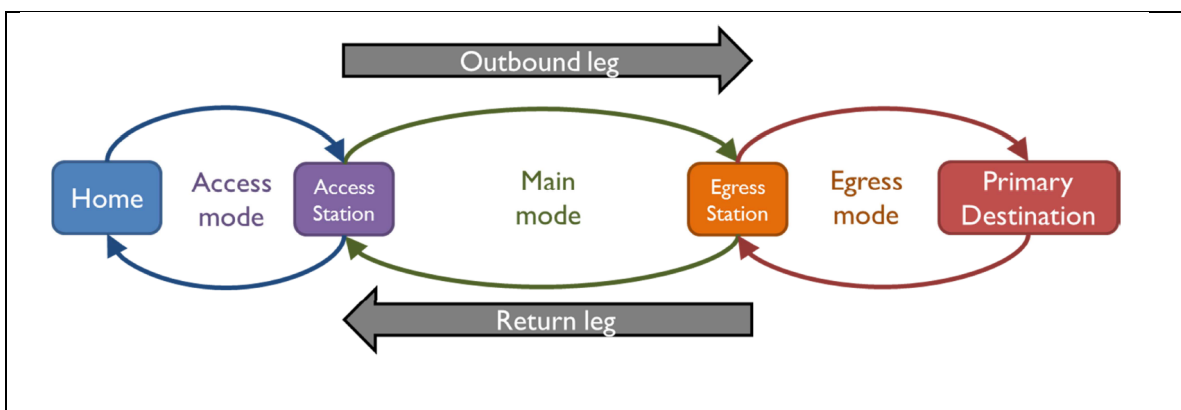 Outbound leg
Home
Access
mode
Access
Station
Main
mode
Egress
Station
Egress
mode
Primary
Destination
Return leg